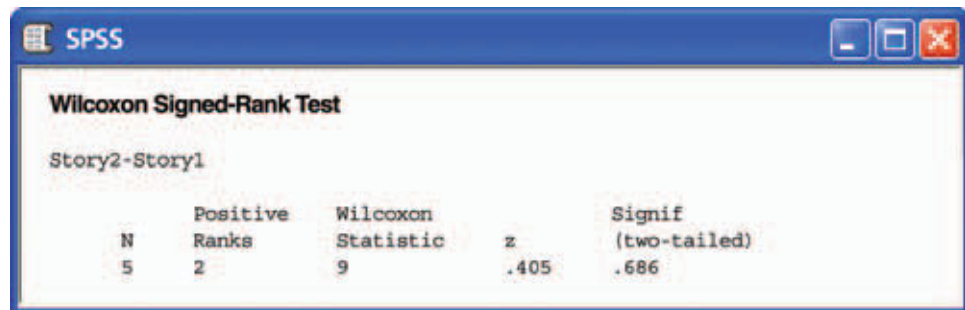 SPSS
Wilcoxon Signed-Rank Test
Story2-Story1
Positive Wilcoxon Signif
N Ranks Statistic z (two-tailed)
5 2 9 .405 .686